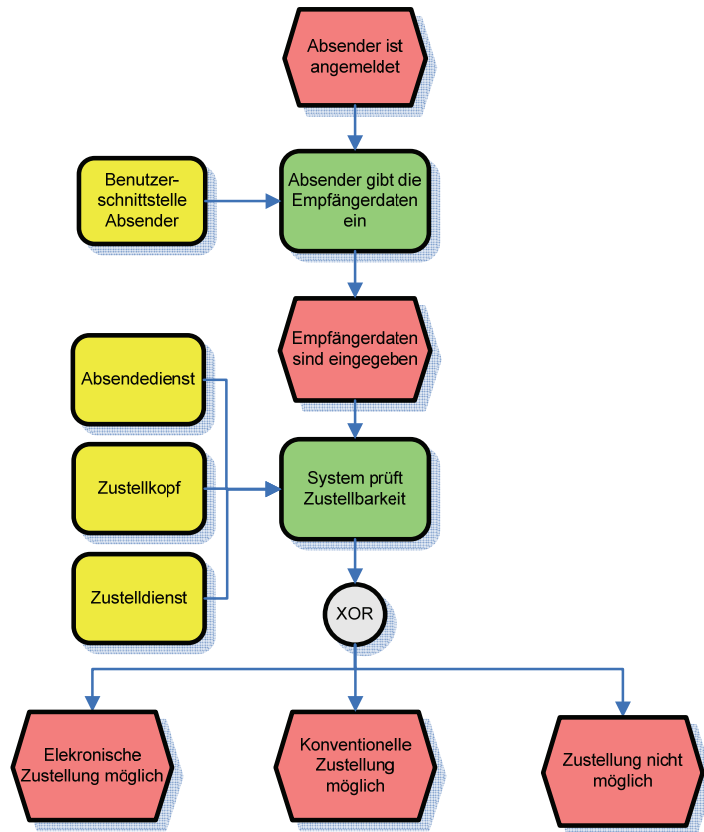 Absender ist
angemeldet
Benutzer-
schnittstelle
Absender
Absender gibt die
Empfängerdaten
ein
Empfängerdaten
sind eingegeben
Absendedienst
Zustellkopf
Zustelldienst
System prüft
Zustellbarkeit
XOR
Elekronische
Zustellung möglich
Konventionelle
Zustellung
möglich
Zustellung nicht
möglich